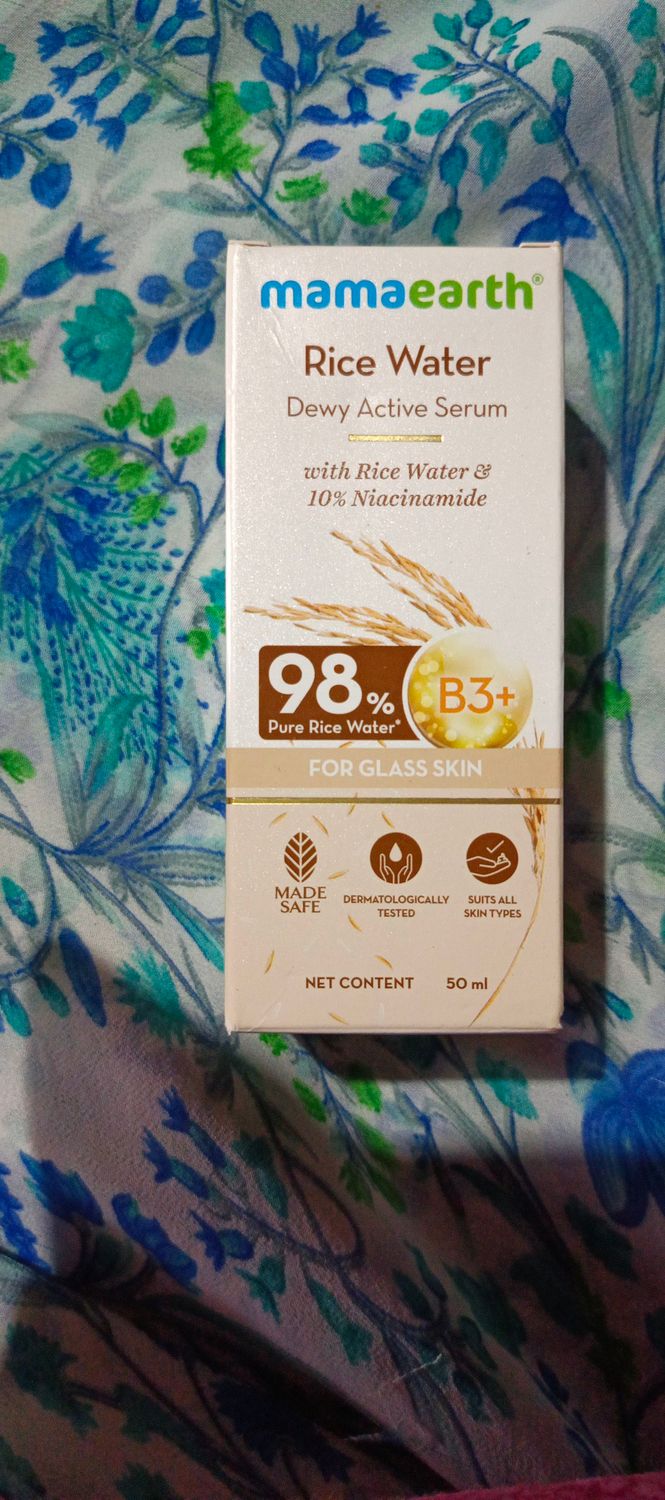 mamaearth®
Rice Water
Dewy Active Serum
with Rice Water &
10% Niacinamide
98%
Pure Rice Water*
B3+
FOR GLASS SKIN
MADE
SAFE
DERMATOLOGICALLY
TESTED
SUITS ALL
SKIN TYPES
NET CONTENT 50 ml